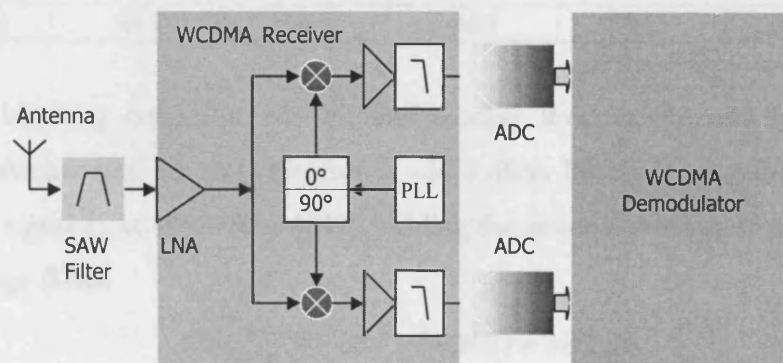 WCDMA Receiver
Antenna
ADC
0°
90°
PLL
WCDMA
Demodulator
SAW
Filter
LNA
ADC